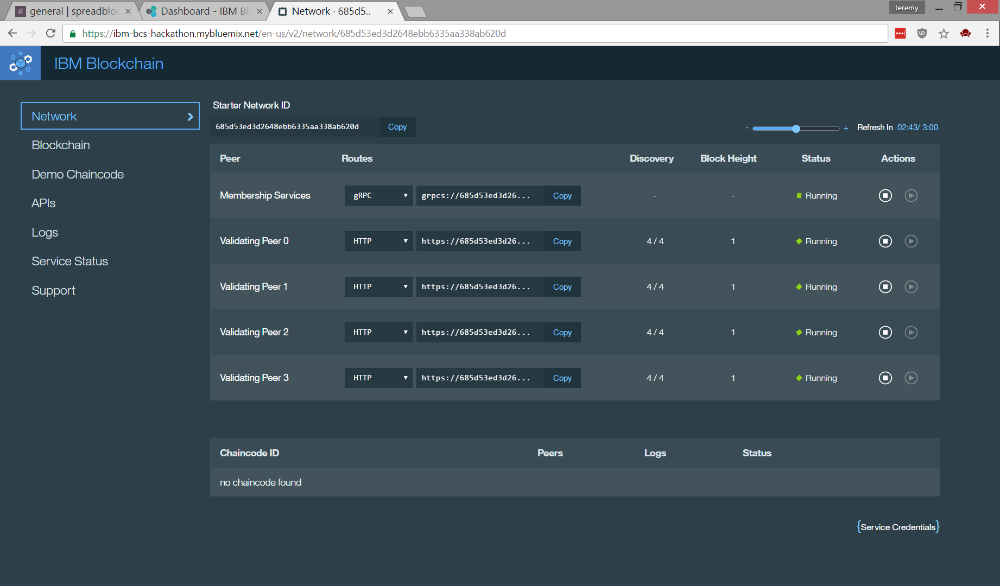 # general | spreadbloc
Dashboard - IBM Bl
Network · 685d5..
Jeremy
https://ibm-bcs-hackathon.mybluemix.net/en-us/v2/network/685d53ed3d2648ebb6335aa338ab620d
IBM Blockchain
Network
Blockchain
Demo Chaincode
APIs
Logs
Service Status
Support
Starter Network ID
685d53ed3d2648ebb6335aa338ab620d Copy
- + Refresh In 02:43/ 3:00
Peer Routes Discovery Block Height Status Actions
Membership Services gRPC grpcs://685d53ed3d26... Copy - - Running
Validating Peer 0 HTTP https://685d53ed3d26... Copy 4 / 4 1 Running
Validating Peer 1 HTTP https://685d53ed3d26... Copy 4 / 4 1 Running
Validating Peer 2 HTTP https://685d53ed3d26... Copy 4 / 4 1 Running
Validating Peer 3 HTTP https://685d53ed3d26... Copy 4 / 4 1 Running
Chaincode ID Peers Logs Status
no chaincode found
{Service Credentials}